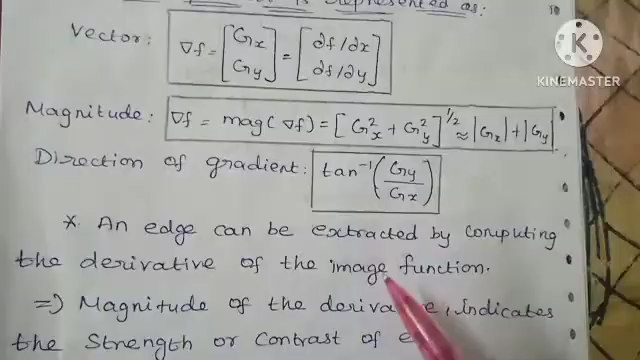 is represented as:
Vector: ∇f = [Gx Gy] = [∂f/∂x ∂f/∂y]
KINEMASTER
Magnitude: ∇f = mag(∇f) = [G²x + G²y]^1/2 ≈ |Gx| + |Gy|
Direction of gradient: tan⁻¹(Gy/Gx)
* An edge can be extracted by computing
the derivative of the image function.
=> Magnitude of the derivative, indicates
the strength or contrast of